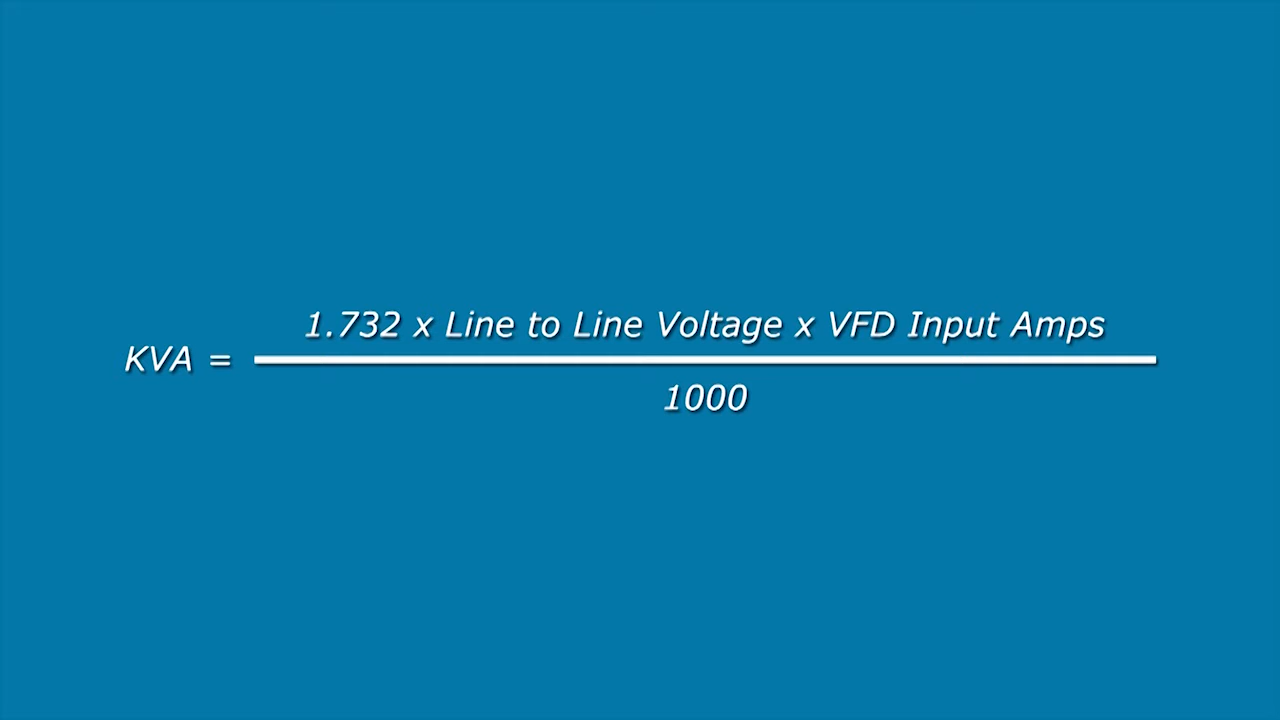 1.732 x Line to Line Voltage x VFD Input Amps
KVA =
1000